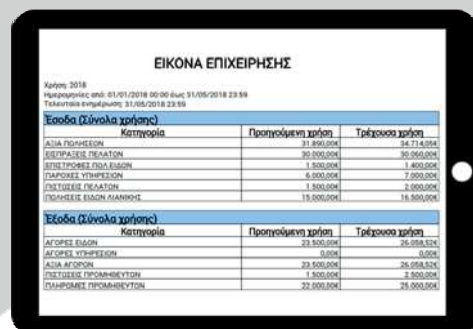 ΕΙΚΟΝΑ ΕΠΙΧΕΙΡΗΣΗΣ
Χρήση: 2018
Ημερομηνίες από: 01/01/2018 00:00 έως 31/05/2018 23:59
Τελευταία ενημέρωση: 31/05/2018 23:59
Έσοδα (Σύνολα χρήσης)
Κατηγορία Προηγούμενη χρήση Τρέχουσα χρήση
ΑΞΙΑ ΠΩΛΗΣΕΩΝ 31.890,00€ 34.714,05€
ΕΙΣΠΡΑΞΕΙΣ ΠΕΛΑΤΩΝ 30.000,00€ 30.060,00€
ΕΠΙΣΤΡΟΦΕΣ ΠΩΛ.ΕΙΔΩΝ 1.500,00€ 1.400,00€
ΠΑΡΟΧΕΣ ΥΠΗΡΕΣΙΩΝ 6.000,00€ 7.000,00€
ΠΙΣΤΩΣΕΙΣ ΠΕΛΑΤΩΝ 1.500,00€ 2.000,00€
ΠΩΛΗΣΕΙΣ ΕΙΔΩΝ ΛΙΑΝΙΚΗΣ 15.000,00€ 16.500,00€
Έξοδα (Σύνολα χρήσης)
Κατηγορία Προηγούμενη χρήση Τρέχουσα χρήση
ΑΓΟΡΕΣ ΕΙΔΩΝ 23.500,00€ 26.058,52€
ΑΓΟΡΕΣ ΥΠΗΡΕΣΙΩΝ 0,00€ 0,00€
ΑΞΙΑ ΑΓΟΡΩΝ 23.500,00€ 26.058,52€
ΠΙΣΤΩΣΕΙΣ ΠΡΟΜΗΘΕΥΤΩΝ 1.500,00€ 2.500,00€
ΠΛΗΡΩΜΕΣ ΠΡΟΜΗΘΕΥΤΩΝ 22.000,00€ 25.000,00€